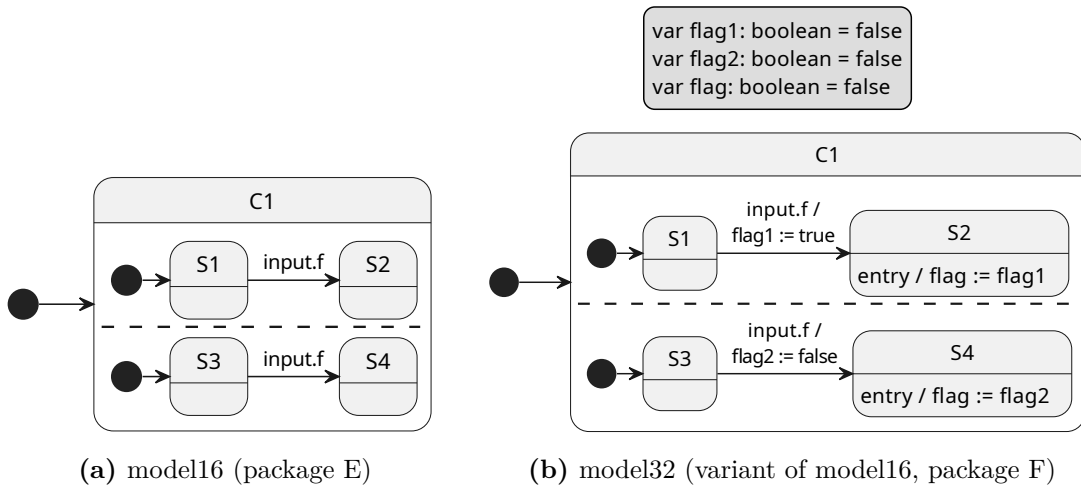 var flag1: boolean = false
var flag2: boolean = false
var flag: boolean = false
C1
S1
input.f
S2
S3
input.f
S4
(a) model16 (package E)
C1
S1
input.f /
flag1 := true
S2
entry / flag := flag1
S3
input.f /
flag2 := false
S4
entry / flag := flag2
(b) model32 (variant of model16, package F)